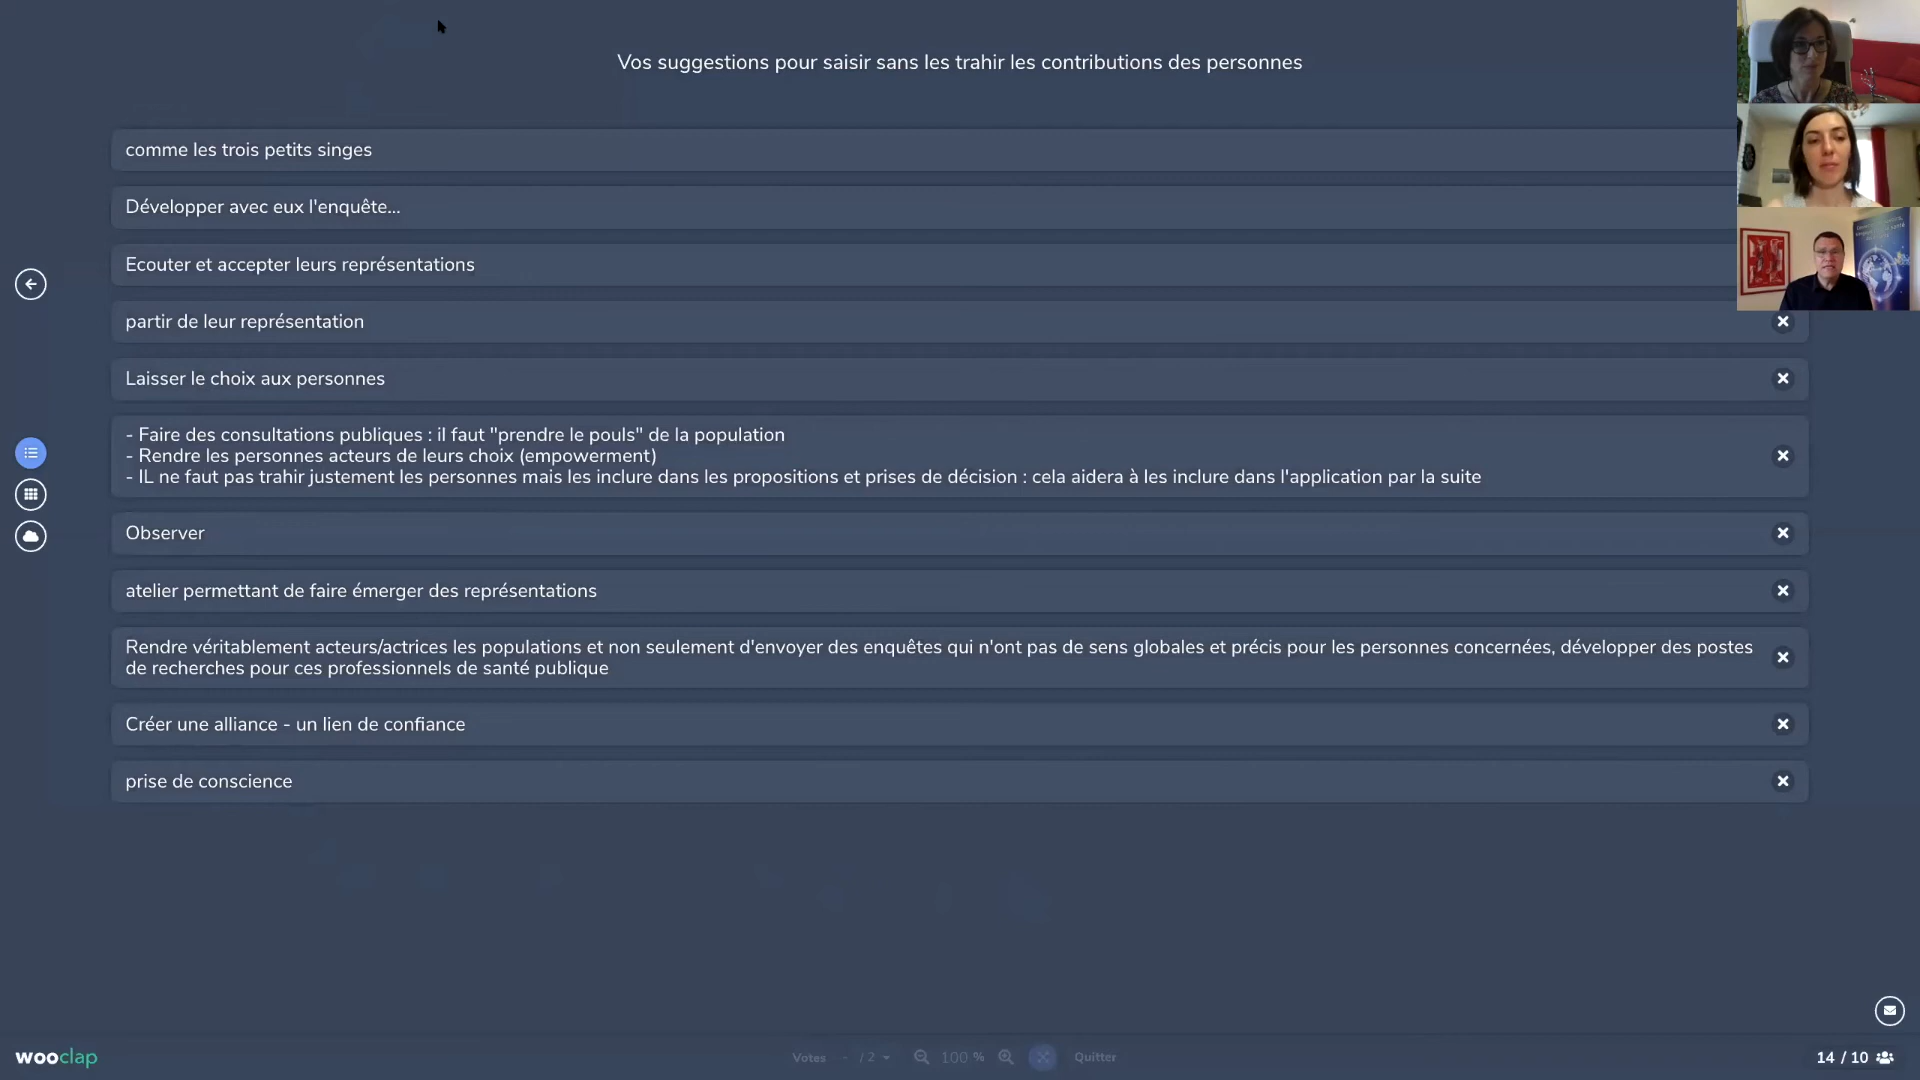 Vos suggestions pour saisir sans les trahir les contributions des personnes
comme les trois petits singes
Développer avec eux l'enquête...
Ecouter et accepter leurs représentations
partir de leur représentation
Laisser le choix aux personnes
- Faire des consultations publiques : il faut "prendre le pouls" de la population
- Rendre les personnes acteurs de leurs choix (empowerment)
- IL ne faut pas trahir justement les personnes mais les inclure dans les propositions et prises de décision : cela aidera à les inclure dans l'application par la suite
Observer
atelier permettant de faire émerger des représentations
Rendre véritablement acteurs/actrices les populations et non seulement d'envoyer des enquêtes qui n'ont pas de sens globales et précis pour les personnes concernées, développer des postes
de recherches pour ces professionnels de santé publique
Créer une alliance - un lien de confiance
prise de conscience
wooclap
Votes - / 2
100 %
Quitter
14 / 10